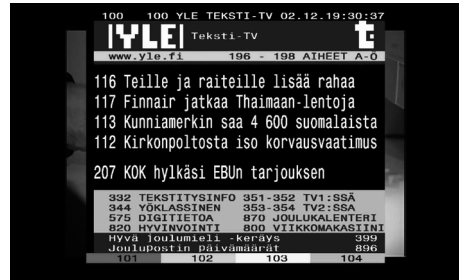 100 100 YLE TEKSTI-TV 02.12.19:30:37
YLE Teksti-TV t:
www.yle.fi 196 - 198 AIHEET A-Ö
116 Teille ja raiteille lisää rahaa
117 Finnair jatkaa Thaimaan-lentoja
113 Kunniamerkin saa 4 600 suomalaista
112 Kirkonpoltosta iso korvausvaatimus
207 KOK hylkäsi EBUn tarjouksen
332 TEKSTITYSINFO 351-352 TV1:SSÄ
344 YÖKLASSINEN 353-354 TV2:SSA
575 DIGITIETOA 870 JOULUKALENTERI
820 HYVINVOINTI 800 VIIKKOMAKASIINI
Hyvä joulumieli -keräys 399
Joulupostin päivämäärät 896
101 102 103 104